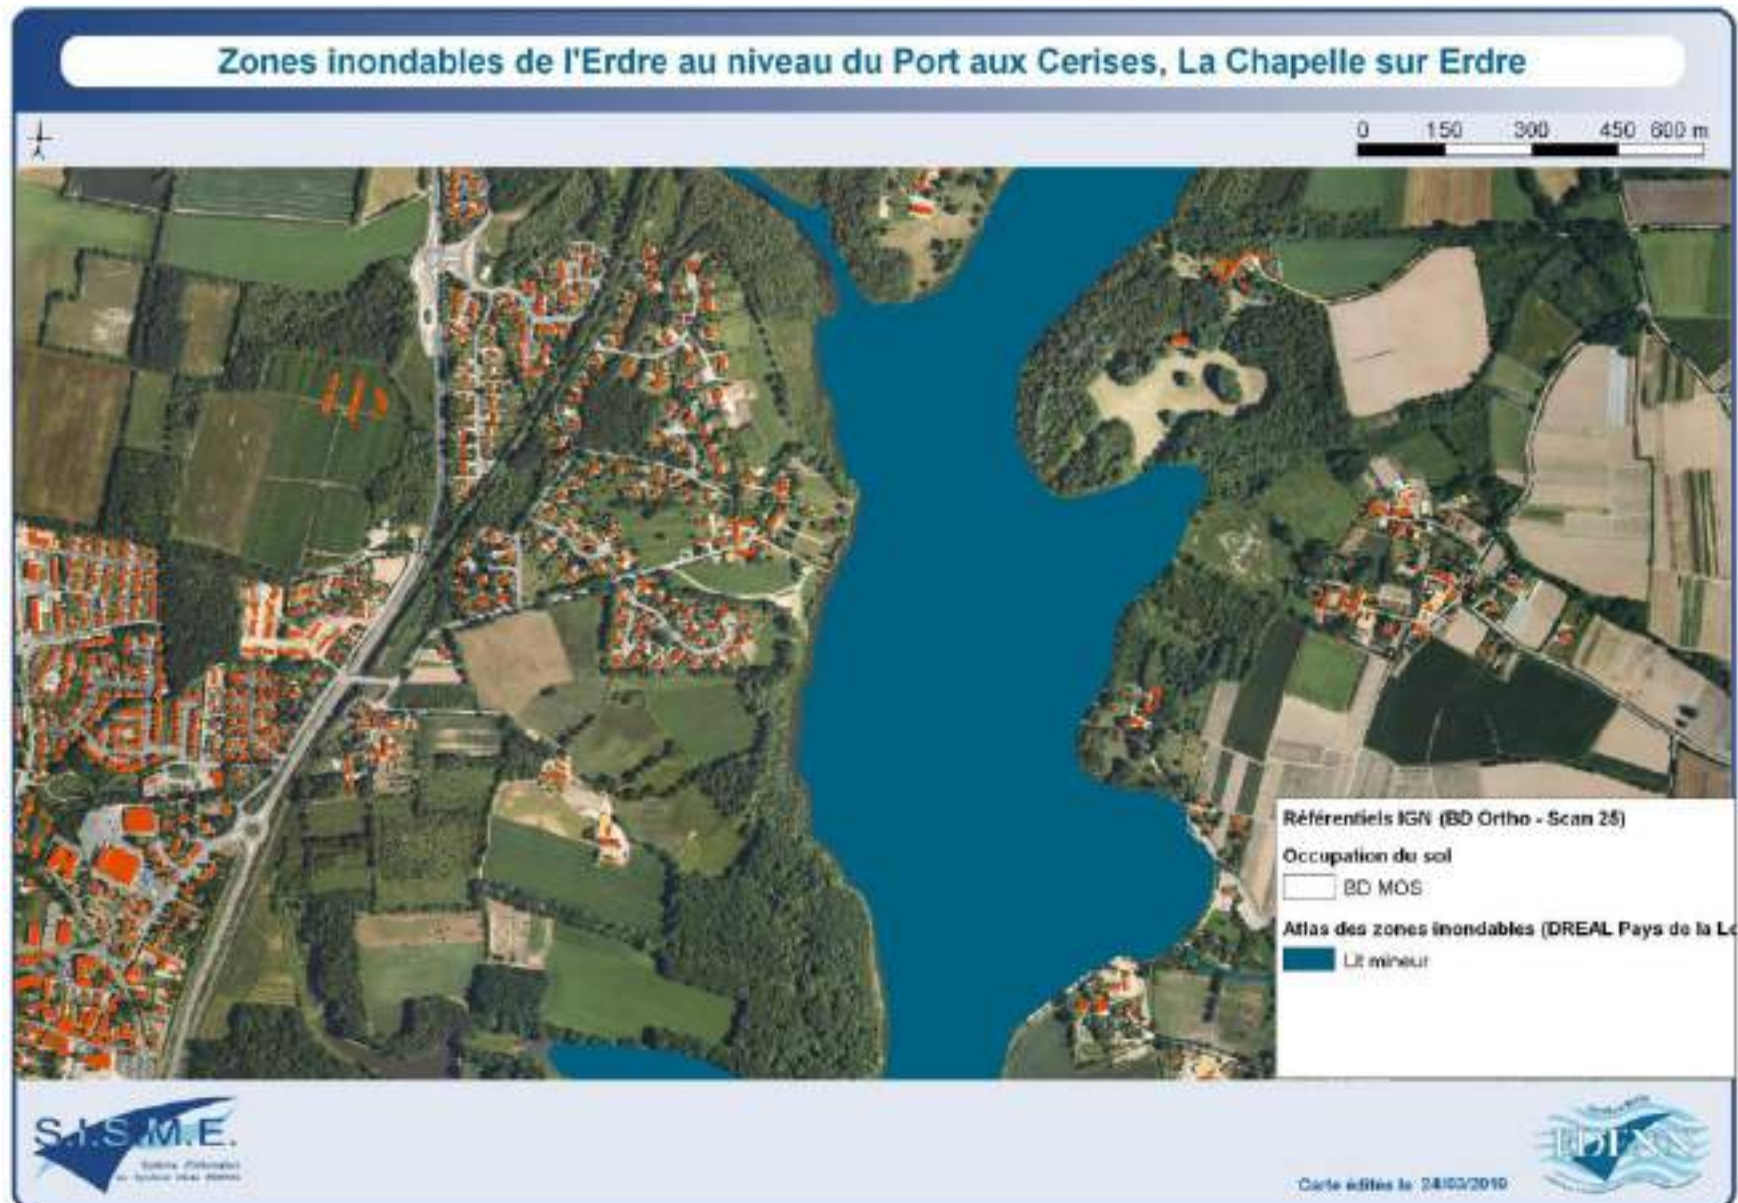 Zones inondables de l'Erdre au niveau du Port aux Cerises, La Chapelle sur Erdre
0 150 300 450 600 m
Référentiels IGN (BD Ortho - Scan 25)
Occupation du sol
BD MOS
Atlas des zones inondables (DREAL Pays de la Lo
Lit mineur
S.I.S.M.E.
EDENN
Carte éditée le 24/03/2010